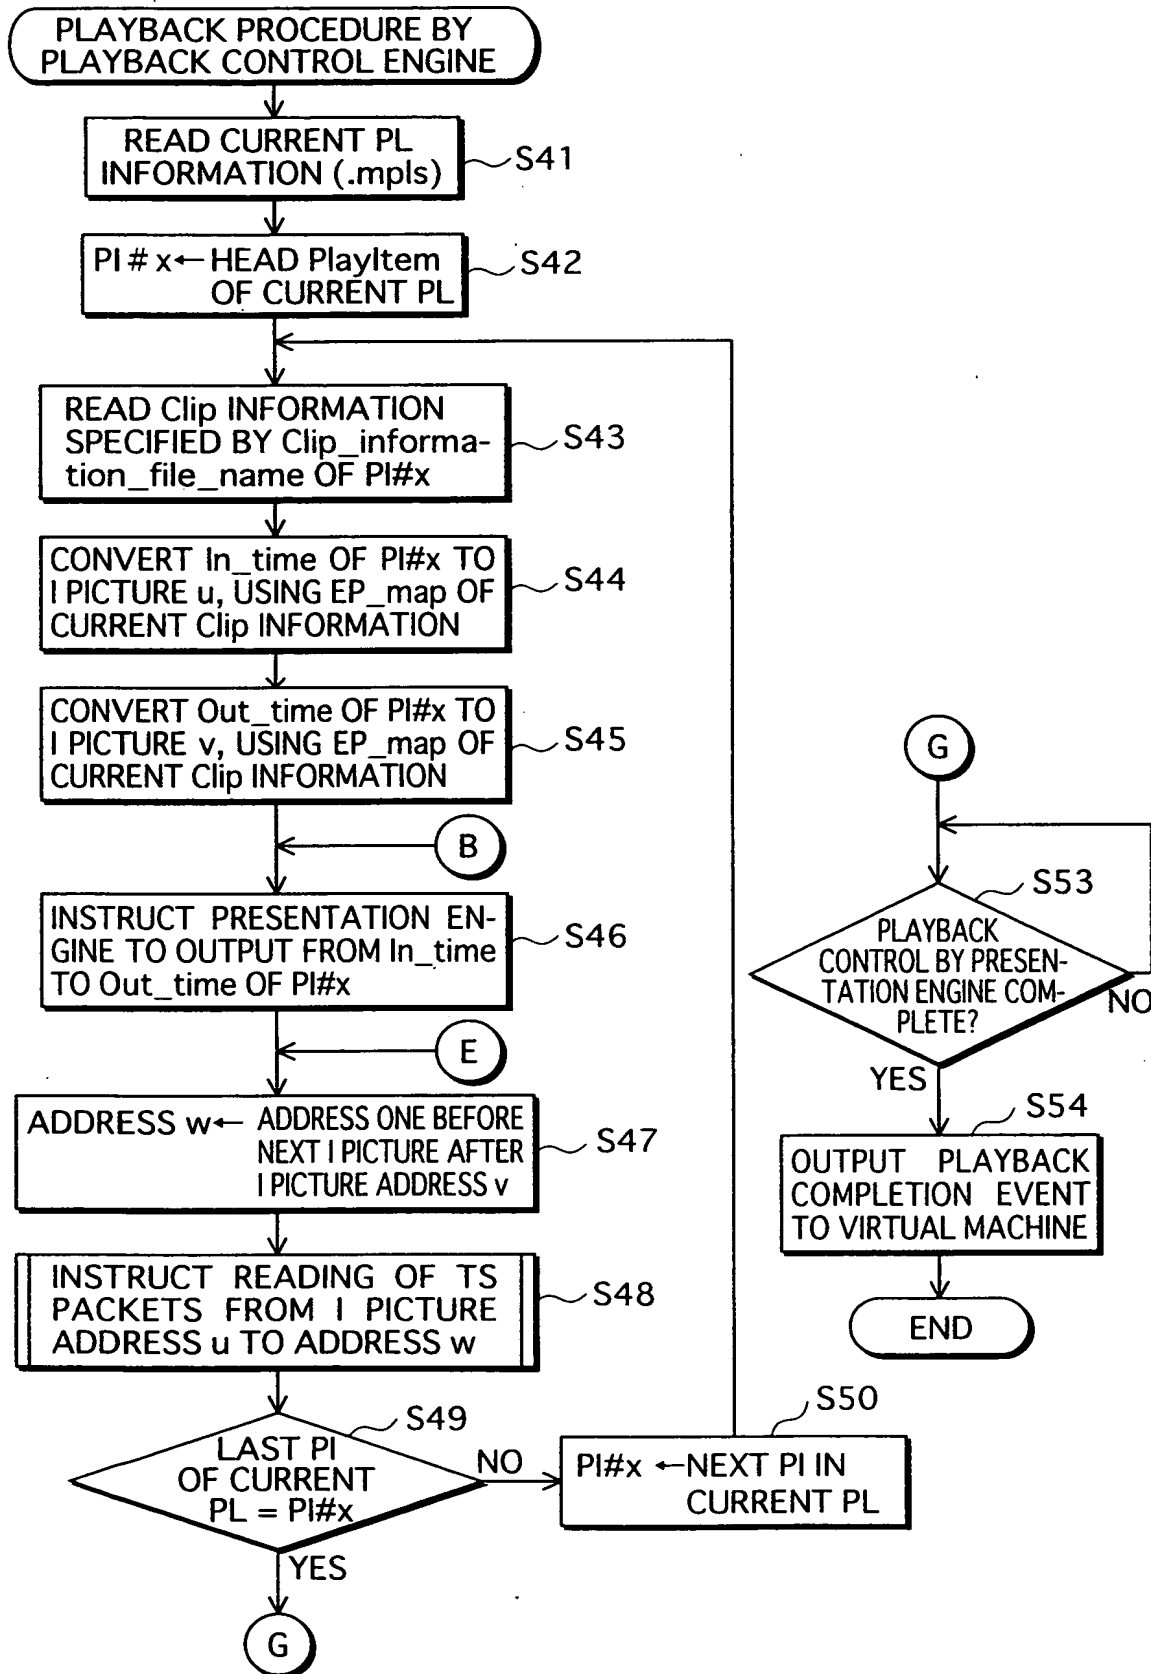 PLAYBACK PROCEDURE BY
PLAYBACK CONTROL ENGINE
READ CURRENT PL
INFORMATION (.mpls)
S41
PI # x← HEAD PlayItem
OF CURRENT PL
S42
READ Clip INFORMATION
SPECIFIED BY Clip_informa-
tion_file_name OF PI#x
S43
CONVERT In_time OF PI#x TO
I PICTURE u, USING EP_map OF
CURRENT Clip INFORMATION
S44
CONVERT Out_time OF PI#x TO
I PICTURE v, USING EP_map OF
CURRENT Clip INFORMATION
S45
B
INSTRUCT PRESENTATION EN-
GINE TO OUTPUT FROM In_time
TO Out_time OF PI#x
S46
E
ADDRESS w← ADDRESS ONE BEFORE
NEXT I PICTURE AFTER
I PICTURE ADDRESS v
S47
INSTRUCT READING OF TS
PACKETS FROM I PICTURE
ADDRESS u TO ADDRESS w
S48
S49
LAST PI
OF CURRENT
PL = PI#x
NO
YES
G
S50
PI#x ←NEXT PI IN
CURRENT PL
G
S53
PLAYBACK
CONTROL BY PRESEN-
TATION ENGINE COM-
PLETE?
NO
YES
S54
OUTPUT PLAYBACK
COMPLETION EVENT
TO VIRTUAL MACHINE
END